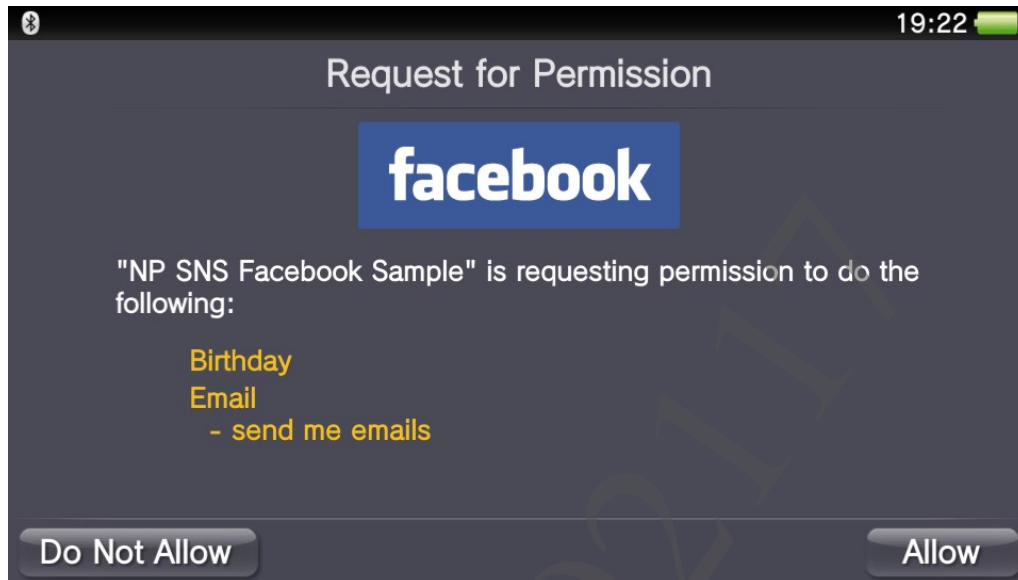 19:22
Request for Permission
facebook
"NP SNS Facebook Sample" is requesting permission to do the
following:
Birthday
Email
- send me emails
Do Not Allow
Allow